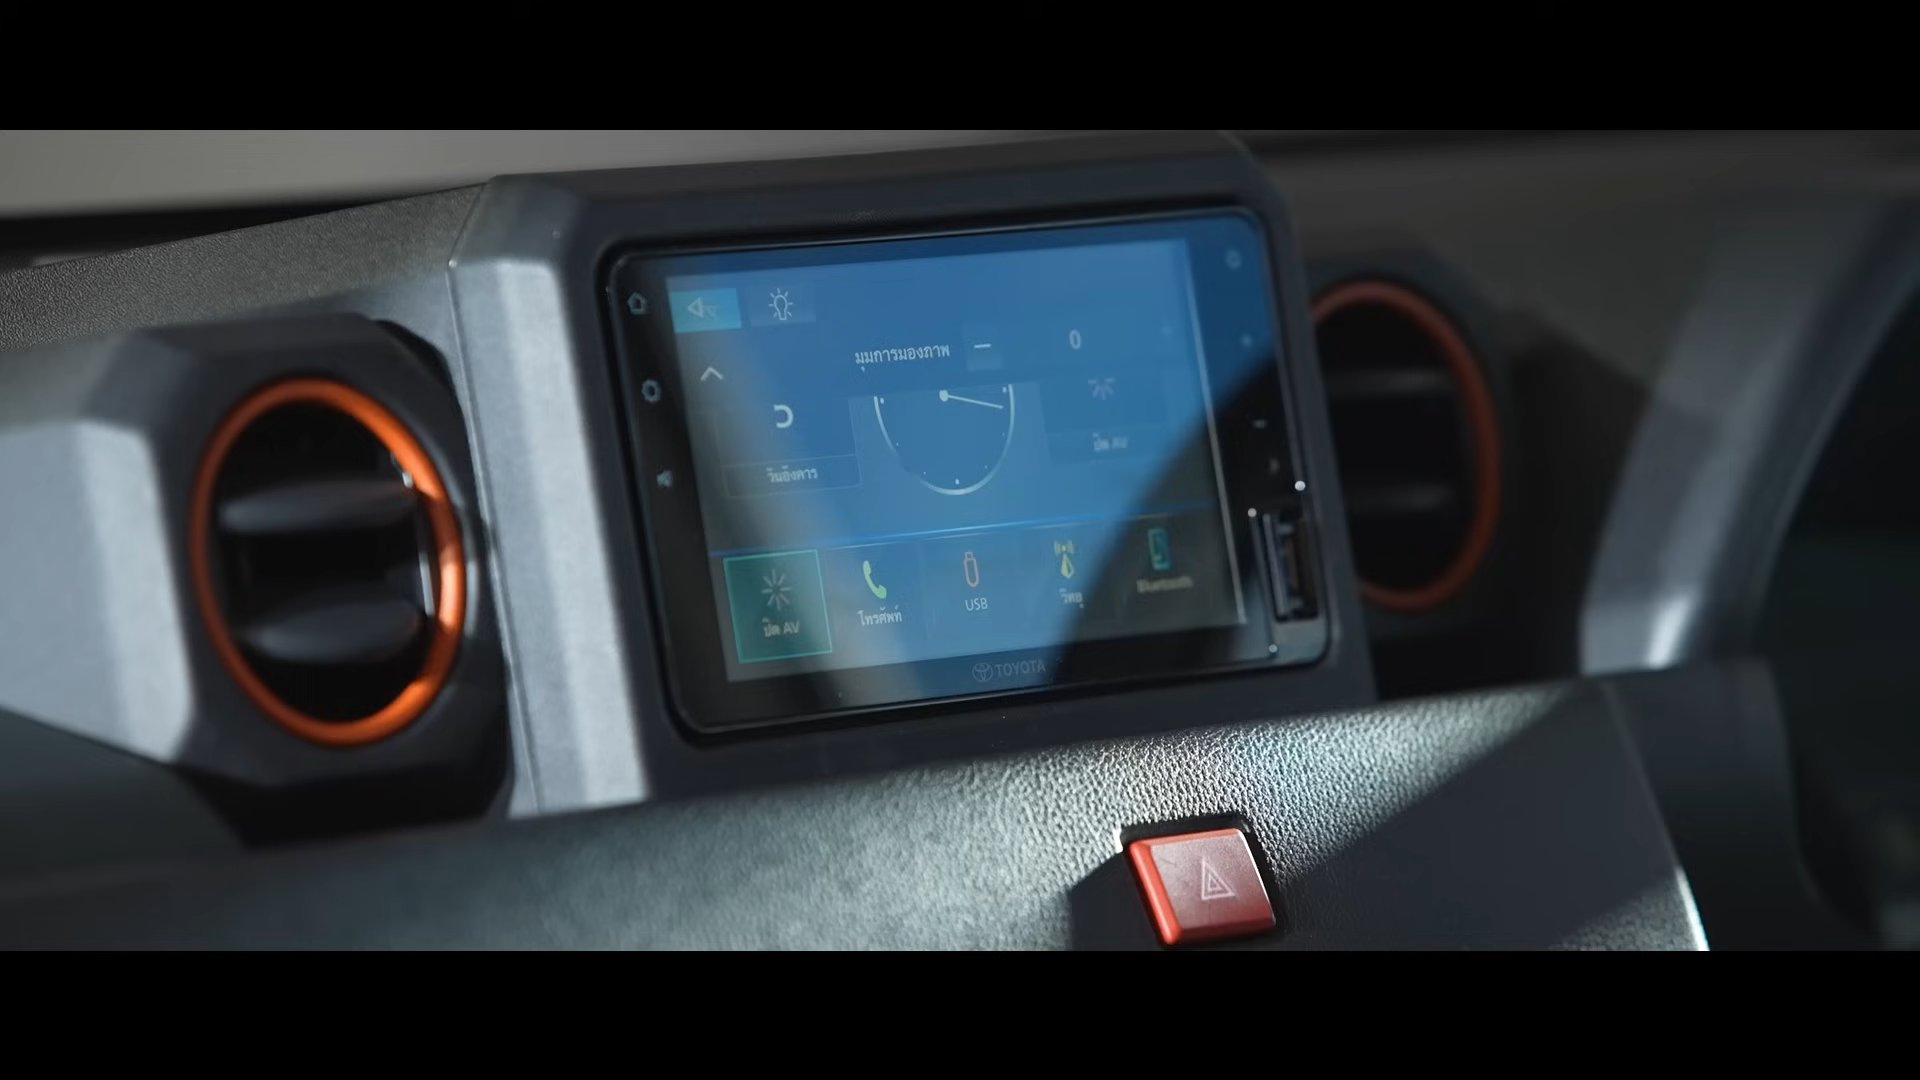 มุมการมองภาพ — 0
วันอังคาร
ปิด AV
ปิด AV
โทรศัพท์
USB
วิทยุ
Bluetooth
TOYOTA